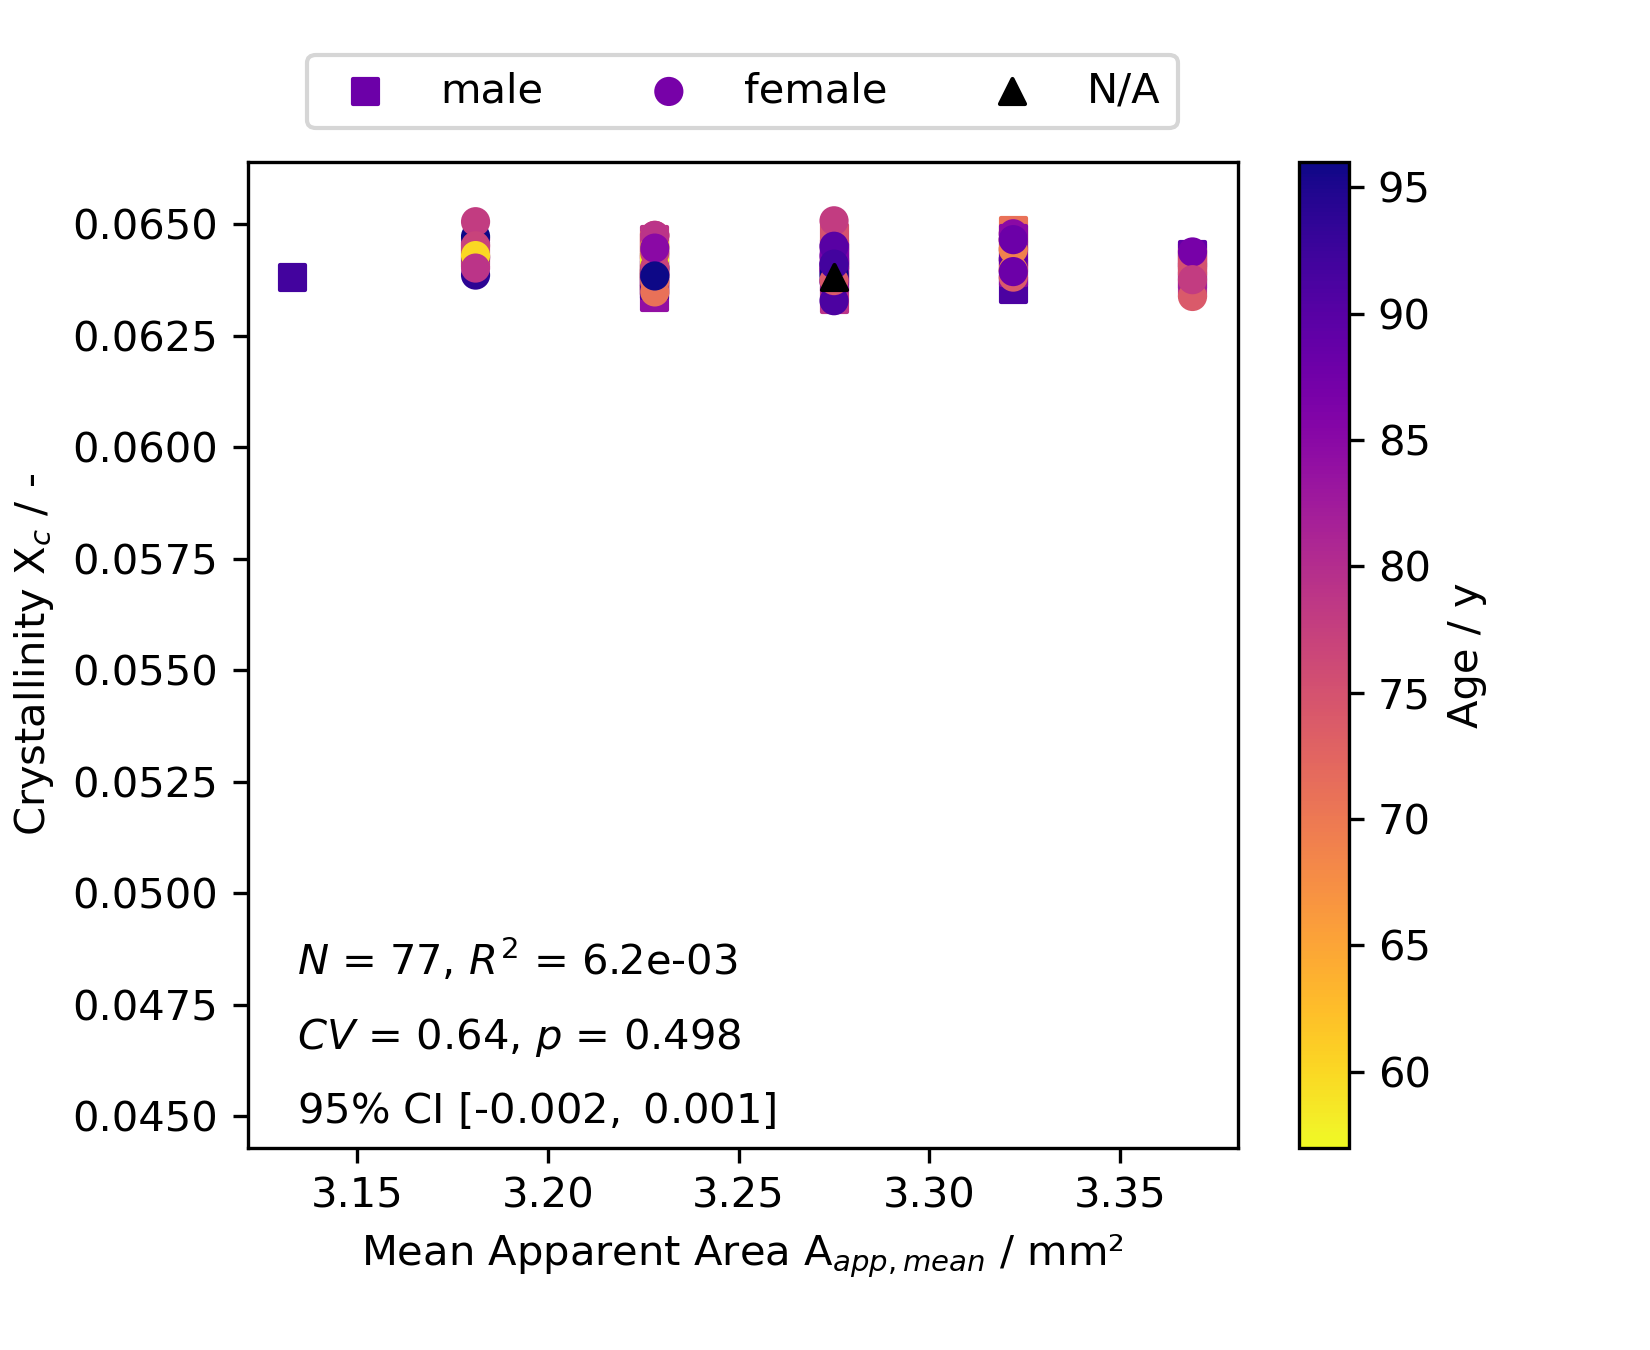 male female N/A
0.0650
0.0625
0.0600
0.0575
0.0550
0.0525
0.0500
0.0475
0.0450
Crystallinity X_c / -
N = 77, R² = 6.2e-03
CV = 0.64, p = 0.498
95% CI [-0.002, 0.001]
3.15 3.20 3.25 3.30 3.35
Mean Apparent Area A_app,mean / mm²
95
90
85
80
75
70
65
60
Age / y